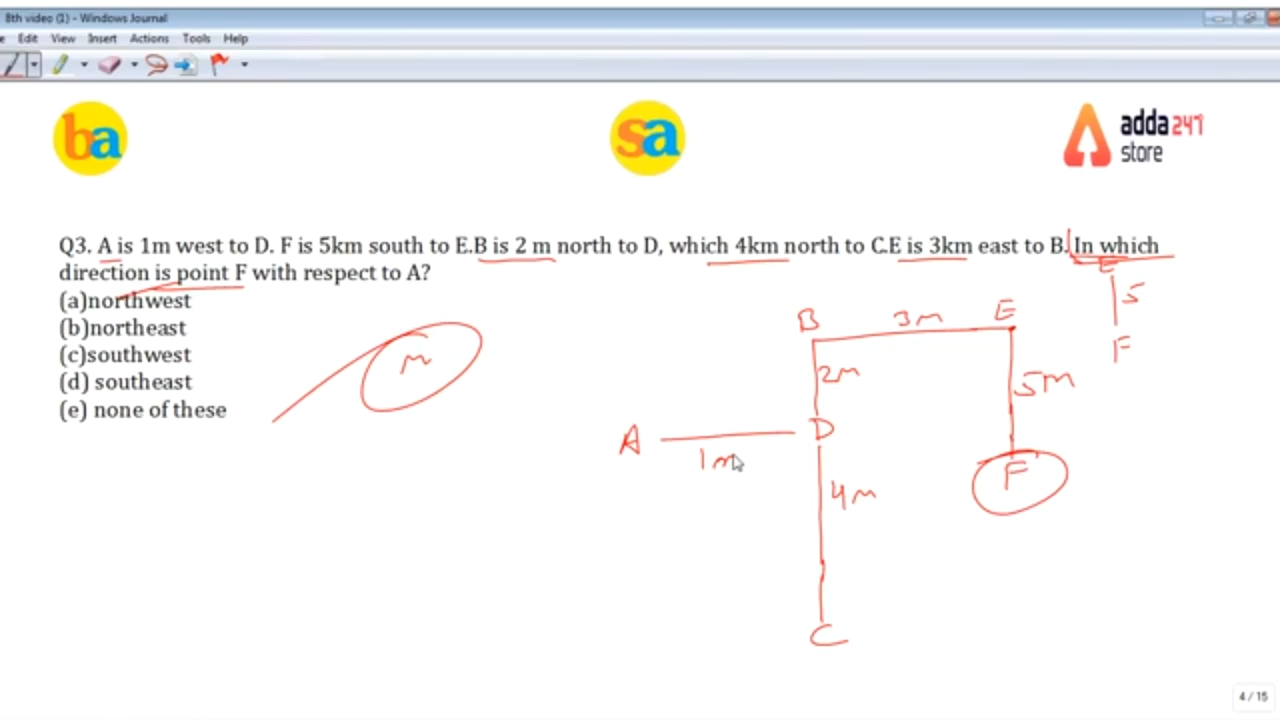 8th video (1) - Windows Journal
e Edit View Insert Actions Tools Help
ba
sa
adda247
store
Q3. A is 1m west to D. F is 5km south to E.B is 2 m north to D, which 4km north to C.E is 3km east to B. In which
direction is point F with respect to A?
(a)northwest
(b)northeast
(c)southwest
(d) southeast
(e) none of these
E
5
F
B 3m E
m
2m
5m
A
D
1m
F
4m
C
4 / 15